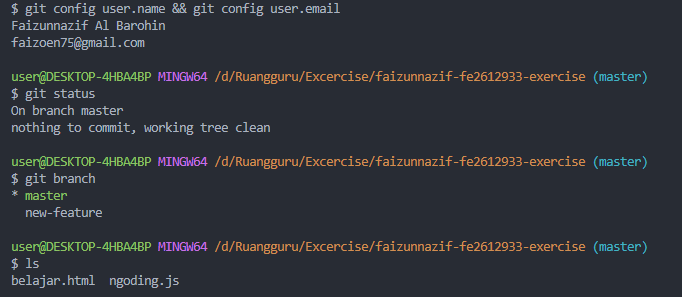 $ git config user.name && git config user.email
Faizunnazif Al Barohin
faizoen75@gmail.com
user@DESKTOP-4HBA4BP MINGW64 /d/Ruangguru/Excercise/faizunnazif-fe2612933-exercise (master)
$ git status
On branch master
nothing to commit, working tree clean
user@DESKTOP-4HBA4BP MINGW64 /d/Ruangguru/Excercise/faizunnazif-fe2612933-exercise (master)
$ git branch
* master
  new-feature
user@DESKTOP-4HBA4BP MINGW64 /d/Ruangguru/Excercise/faizunnazif-fe2612933-exercise (master)
$ ls
belajar.html  ngoding.js